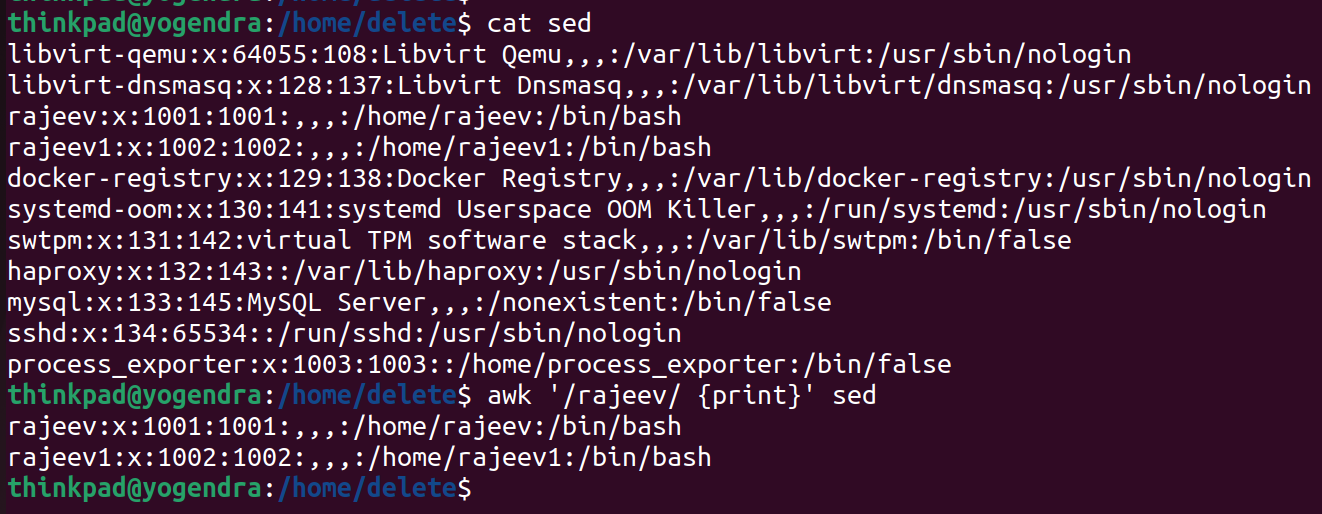 thinkpad@yogendra:/home/delete$ cat sed
libvirt-qemu:x:64055:108:Libvirt Qemu,,,:/var/lib/libvirt:/usr/sbin/nologin
libvirt-dnsmasq:x:128:137:Libvirt Dnsmasq,,,:/var/lib/libvirt/dnsmasq:/usr/sbin/nologin
rajeev:x:1001:1001:,,,:/home/rajeev:/bin/bash
rajeev1:x:1002:1002:,,,:/home/rajeev1:/bin/bash
docker-registry:x:129:138:Docker Registry,,,:/var/lib/docker-registry:/usr/sbin/nologin
systemd-oom:x:130:141:systemd Userspace OOM Killer,,,:/run/systemd:/usr/sbin/nologin
swtpm:x:131:142:virtual TPM software stack,,,:/var/lib/swtpm:/bin/false
haproxy:x:132:143::/var/lib/haproxy:/usr/sbin/nologin
mysql:x:133:145:MySQL Server,,,:/nonexistent:/bin/false
sshd:x:134:65534::/run/sshd:/usr/sbin/nologin
process_exporter:x:1003:1003::/home/process_exporter:/bin/false
thinkpad@yogendra:/home/delete$ awk '/rajeev/ {print}' sed
rajeev:x:1001:1001:,,,:/home/rajeev:/bin/bash
rajeev1:x:1002:1002:,,,:/home/rajeev1:/bin/bash
thinkpad@yogendra:/home/delete$